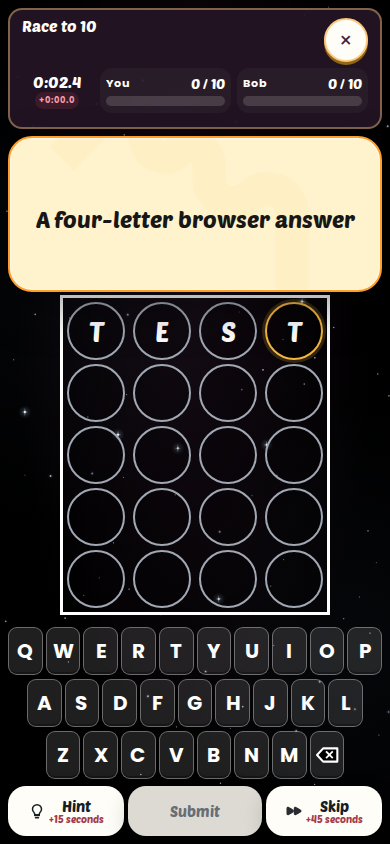 Race to 10
×
0:02.4
+0:00.0
You 0 / 10
Bob 0 / 10
A four-letter browser answer
T E S T
Q W E R T Y U I O P
A S D F G H J K L
Z X C V B N M
Hint
+15 seconds
Submit
Skip
+45 seconds